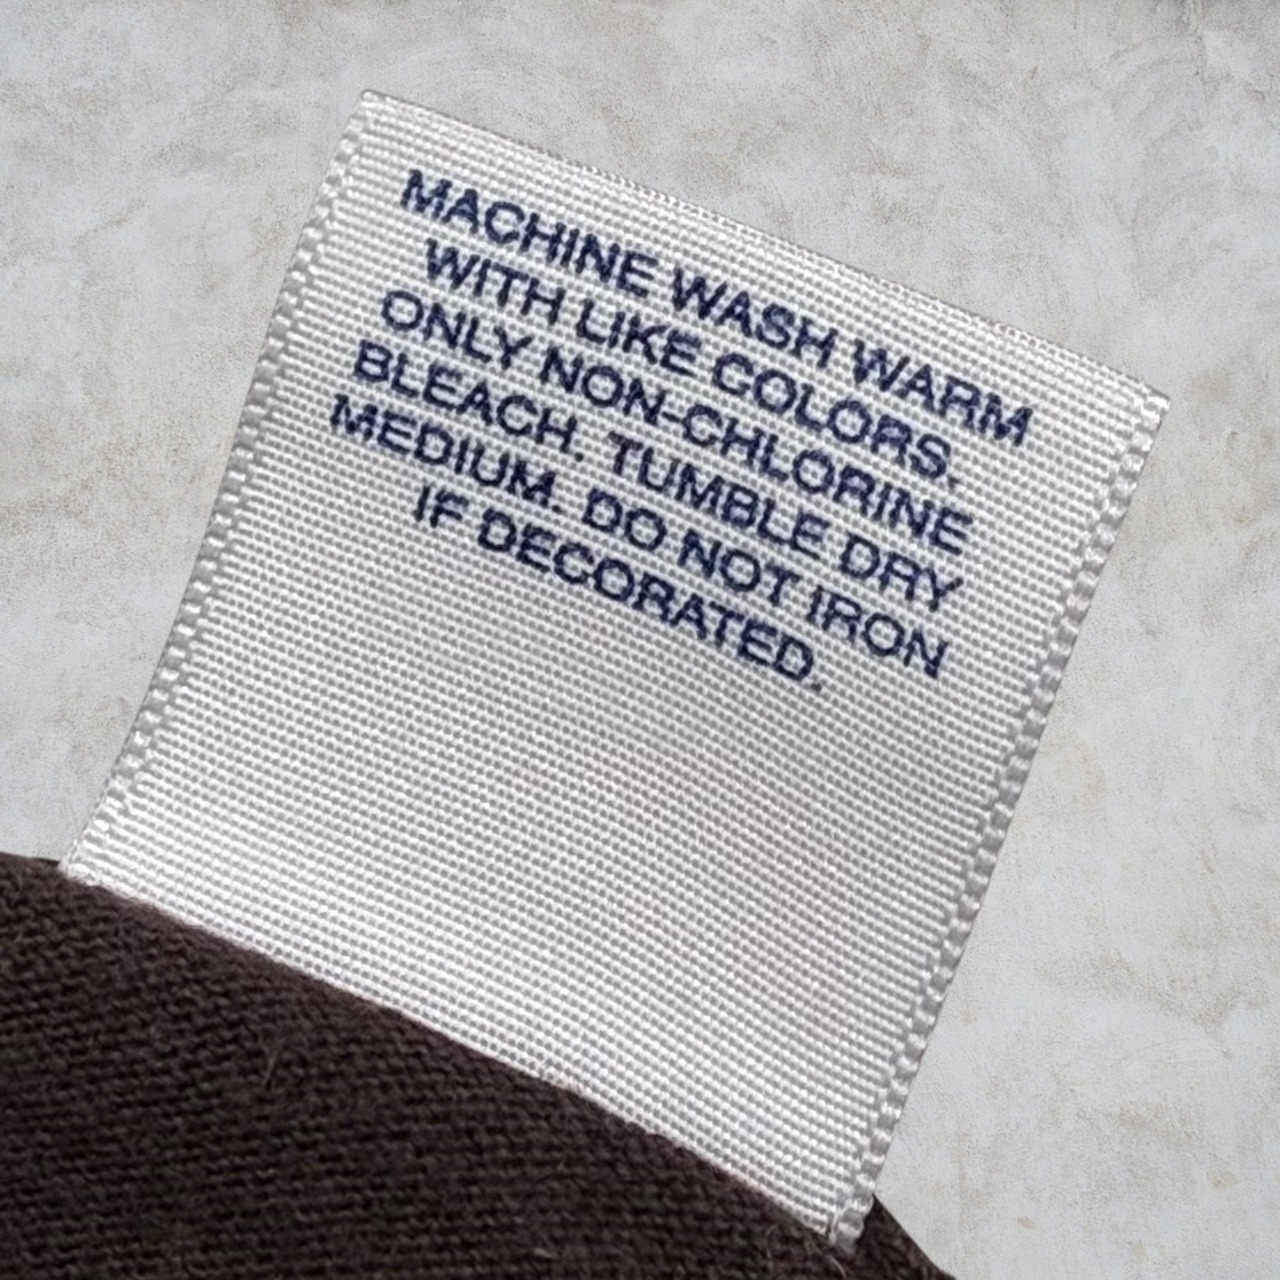 MACHINE WASH WARM
WITH LIKE COLORS.
ONLY NON-CHLORINE
BLEACH. TUMBLE DRY
MEDIUM. DO NOT IRON
IF DECORATED.